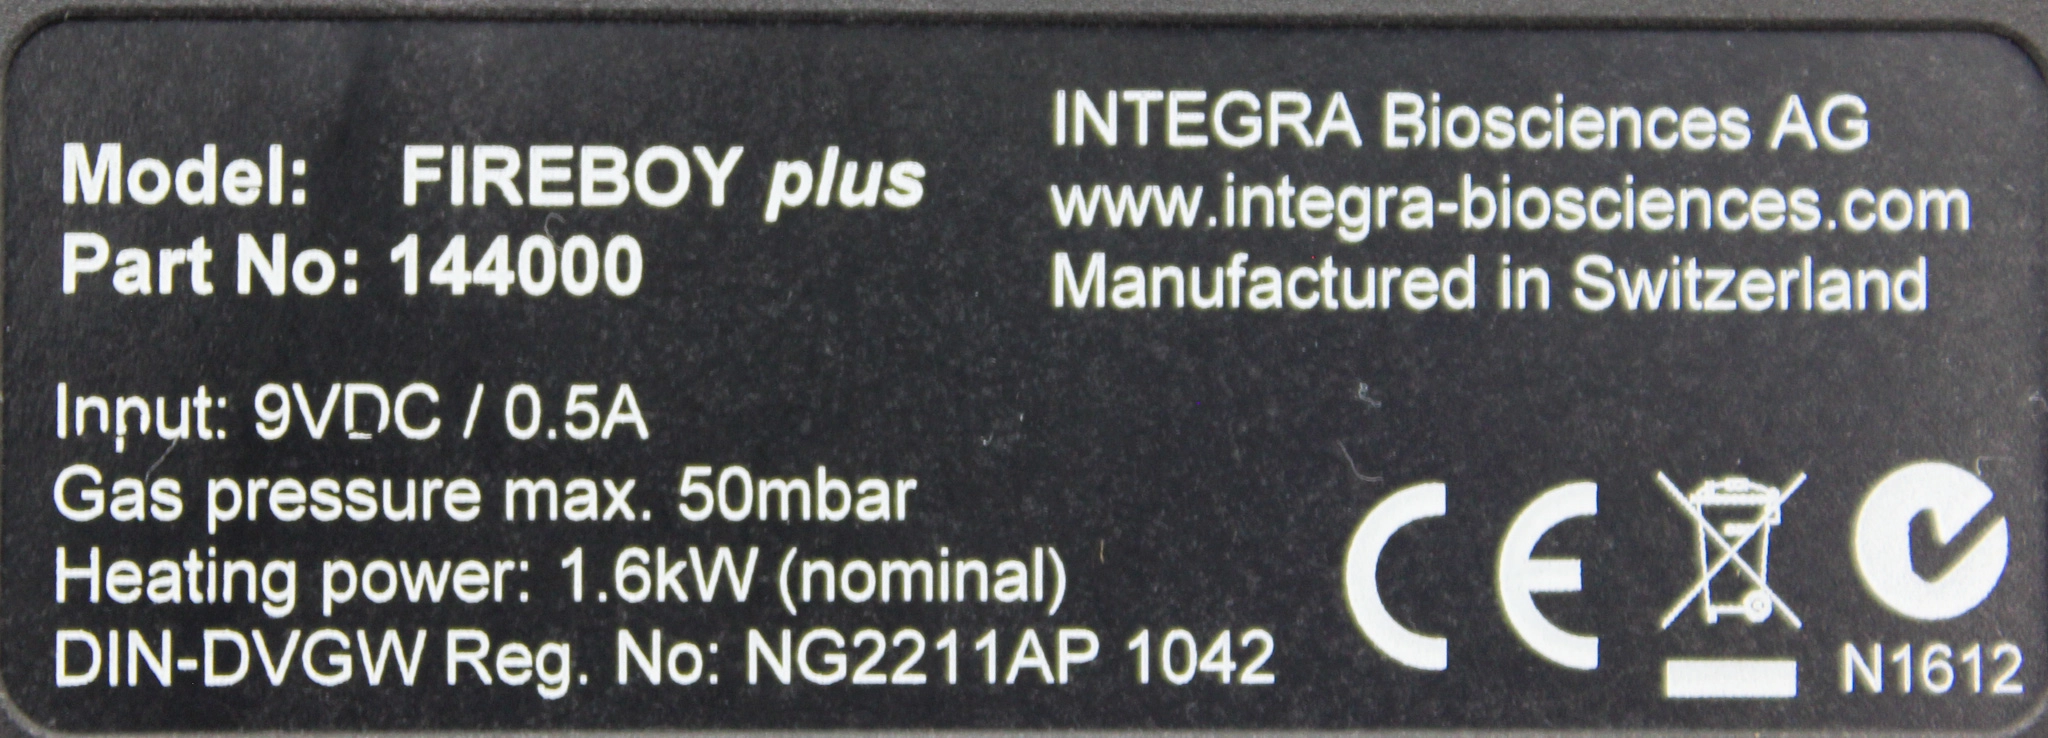 Model: FIREBOY plus
Part No: 144000
INTEGRA Biosciences AG
www.integra-biosciences.com
Manufactured in Switzerland
Input: 9VDC / 0.5A
Gas pressure max. 50mbar
Heating power: 1.6kW (nominal)
DIN-DVGW Reg. No: NG2211AP 1042
CE
N1612